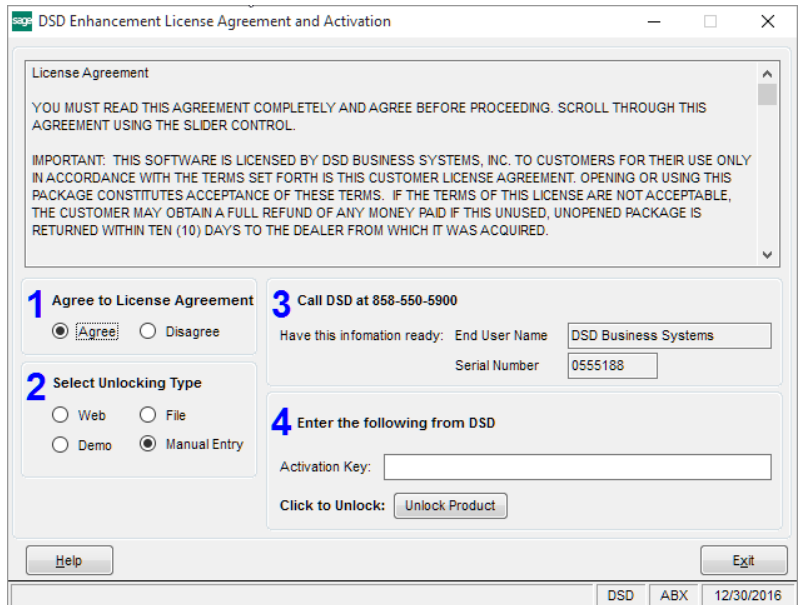 sage DSD Enhancement License Agreement and Activation
License Agreement
YOU MUST READ THIS AGREEMENT COMPLETELY AND AGREE BEFORE PROCEEDING. SCROLL THROUGH THIS
AGREEMENT USING THE SLIDER CONTROL.
IMPORTANT: THIS SOFTWARE IS LICENSED BY DSD BUSINESS SYSTEMS, INC. TO CUSTOMERS FOR THEIR USE ONLY
IN ACCORDANCE WITH THE TERMS SET FORTH IS THIS CUSTOMER LICENSE AGREEMENT. OPENING OR USING THIS
PACKAGE CONSTITUTES ACCEPTANCE OF THESE TERMS. IF THE TERMS OF THIS LICENSE ARE NOT ACCEPTABLE,
THE CUSTOMER MAY OBTAIN A FULL REFUND OF ANY MONEY PAID IF THIS UNUSED, UNOPENED PACKAGE IS
RETURNED WITHIN TEN (10) DAYS TO THE DEALER FROM WHICH IT WAS ACQUIRED.
1 Agree to License Agreement
Agree Disagree
2 Select Unlocking Type
Web File
Demo Manual Entry
3 Call DSD at 858-550-5900
Have this infomation ready: End User Name DSD Business Systems
Serial Number 0555188
4 Enter the following from DSD
Activation Key:
Click to Unlock: Unlock Product
Help Exit
DSD ABX 12/30/2016